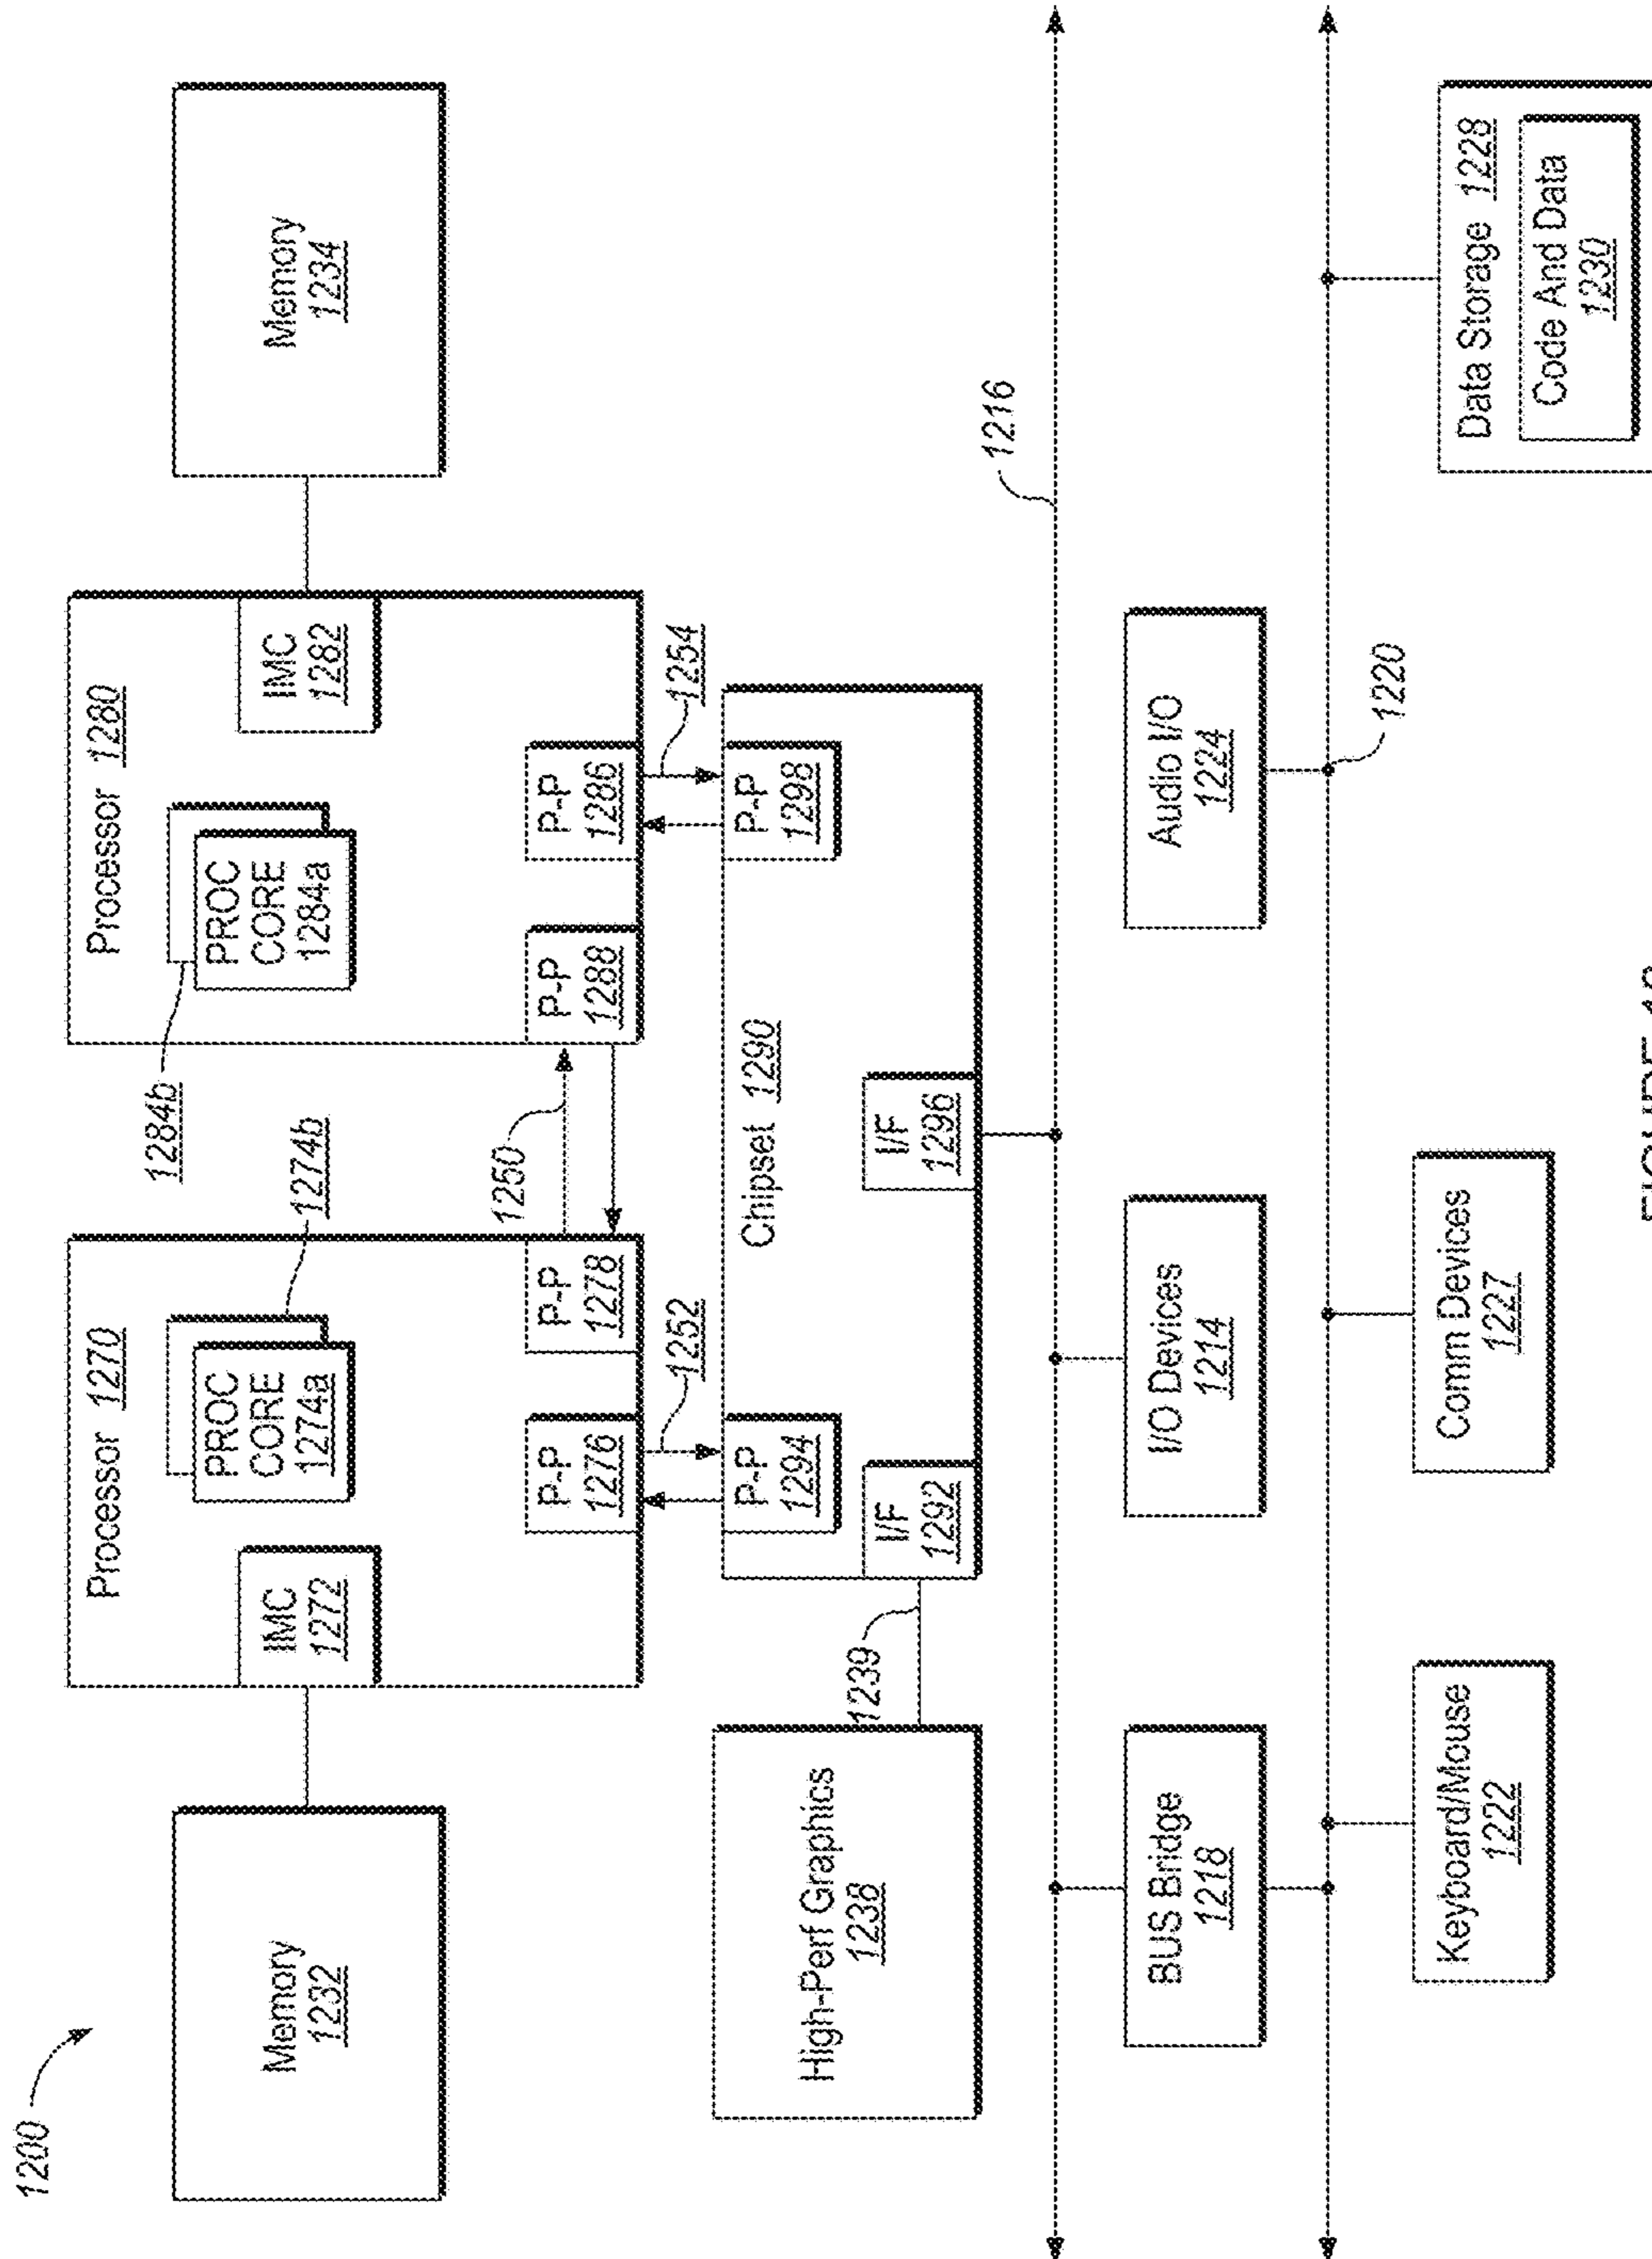 1200
Memory
1232
Processor 1270
IMC
1272
PROC
CORE
1274a
1274b
P-P
1276
P-P
1278
1250
1284b
Processor 1280
PROC
CORE
1284a
IMC
1282
P-P
1288
P-P
1286
Memory
1234
1252
1254
High-Perf Graphics
1238
1239
P-P
1294
Chipset 1290
P-P
1298
I/F
1292
I/F
1296
1216
BUS Bridge
1218
I/O Devices
1214
Audio I/O
1224
1220
Keyboard/Mouse
1222
Comm Devices
1227
Data Storage 1228
Code And Data
1230